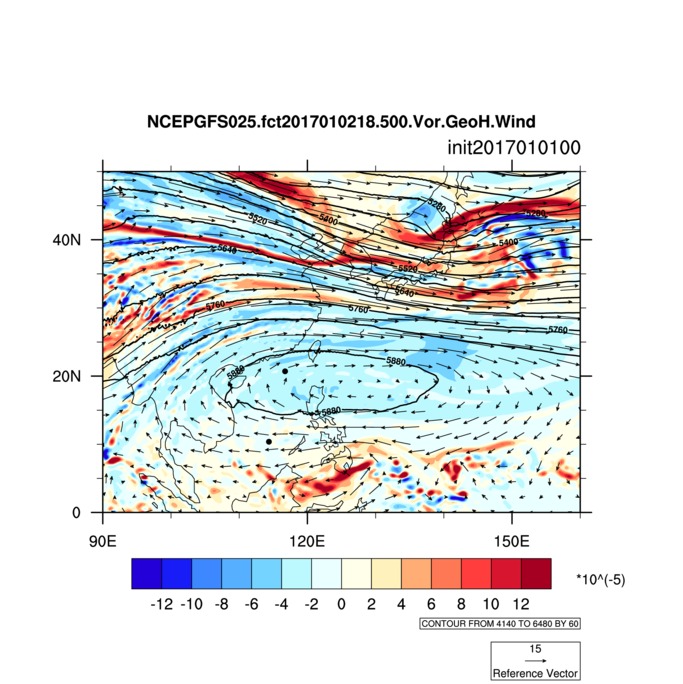 NCEPGFS025.fct2017010218.500.Vor.GeoH.Wind
init2017010100
5280
5520
5400
5280
40N
5640
5400
5520
5640
5760
5760
5760
5880
5880
20N
5880
0
90E 120E 150E
*10^(-5)
-12 -10 -8 -6 -4 -2 0 2 4 6 8 10 12
CONTOUR FROM 4140 TO 6480 BY 60
15
Reference Vector